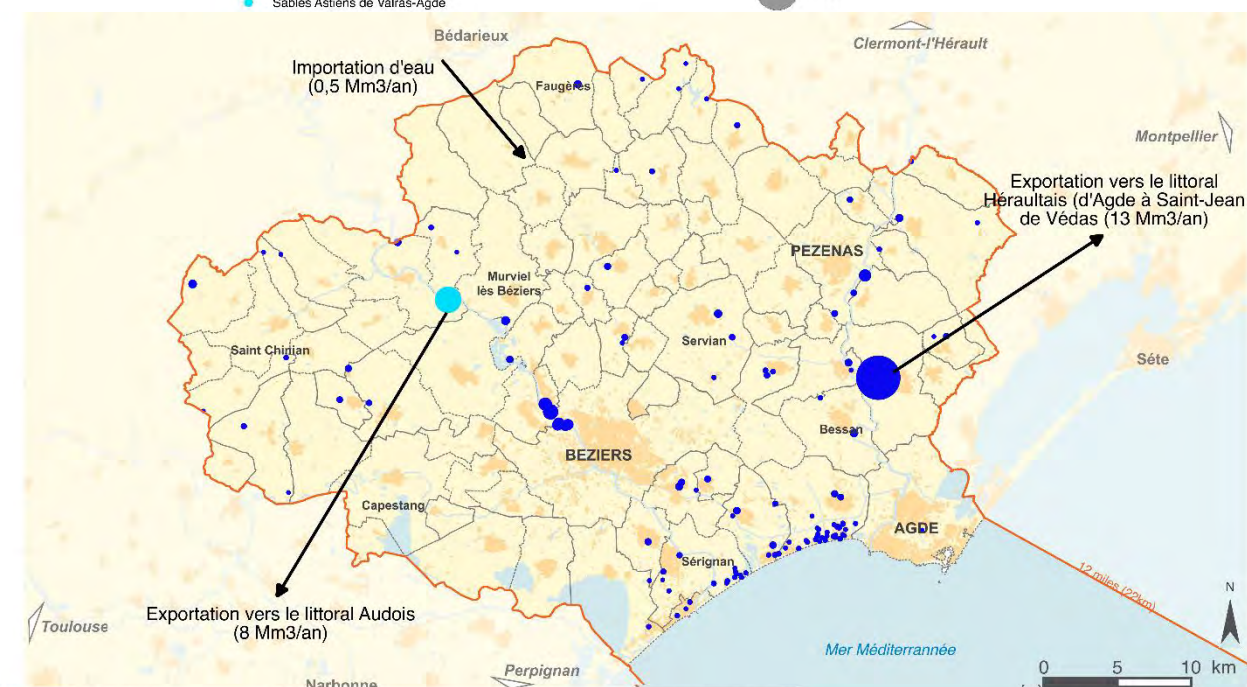 Sables Astiens de Valras-Agde
Bédarieux
Clermont-l'Hérault
Importation d'eau
(0,5 Mm3/an)
Faugères
Montpellier
Exportation vers le littoral
Héraultais (d'Agde à Saint-Jean
de Védas (13 Mm3/an)
PEZENAS
Murviel
lès Béziers
Saint Chinian
Servian
Séte
Bessan
BEZIERS
Capestang
AGDE
Sérignan
12 miles (22km)
N
Exportation vers le littoral Audois
(8 Mm3/an)
Toulouse
Mer Méditerrannée
Perpignan
0 5 10 km
Narbonne